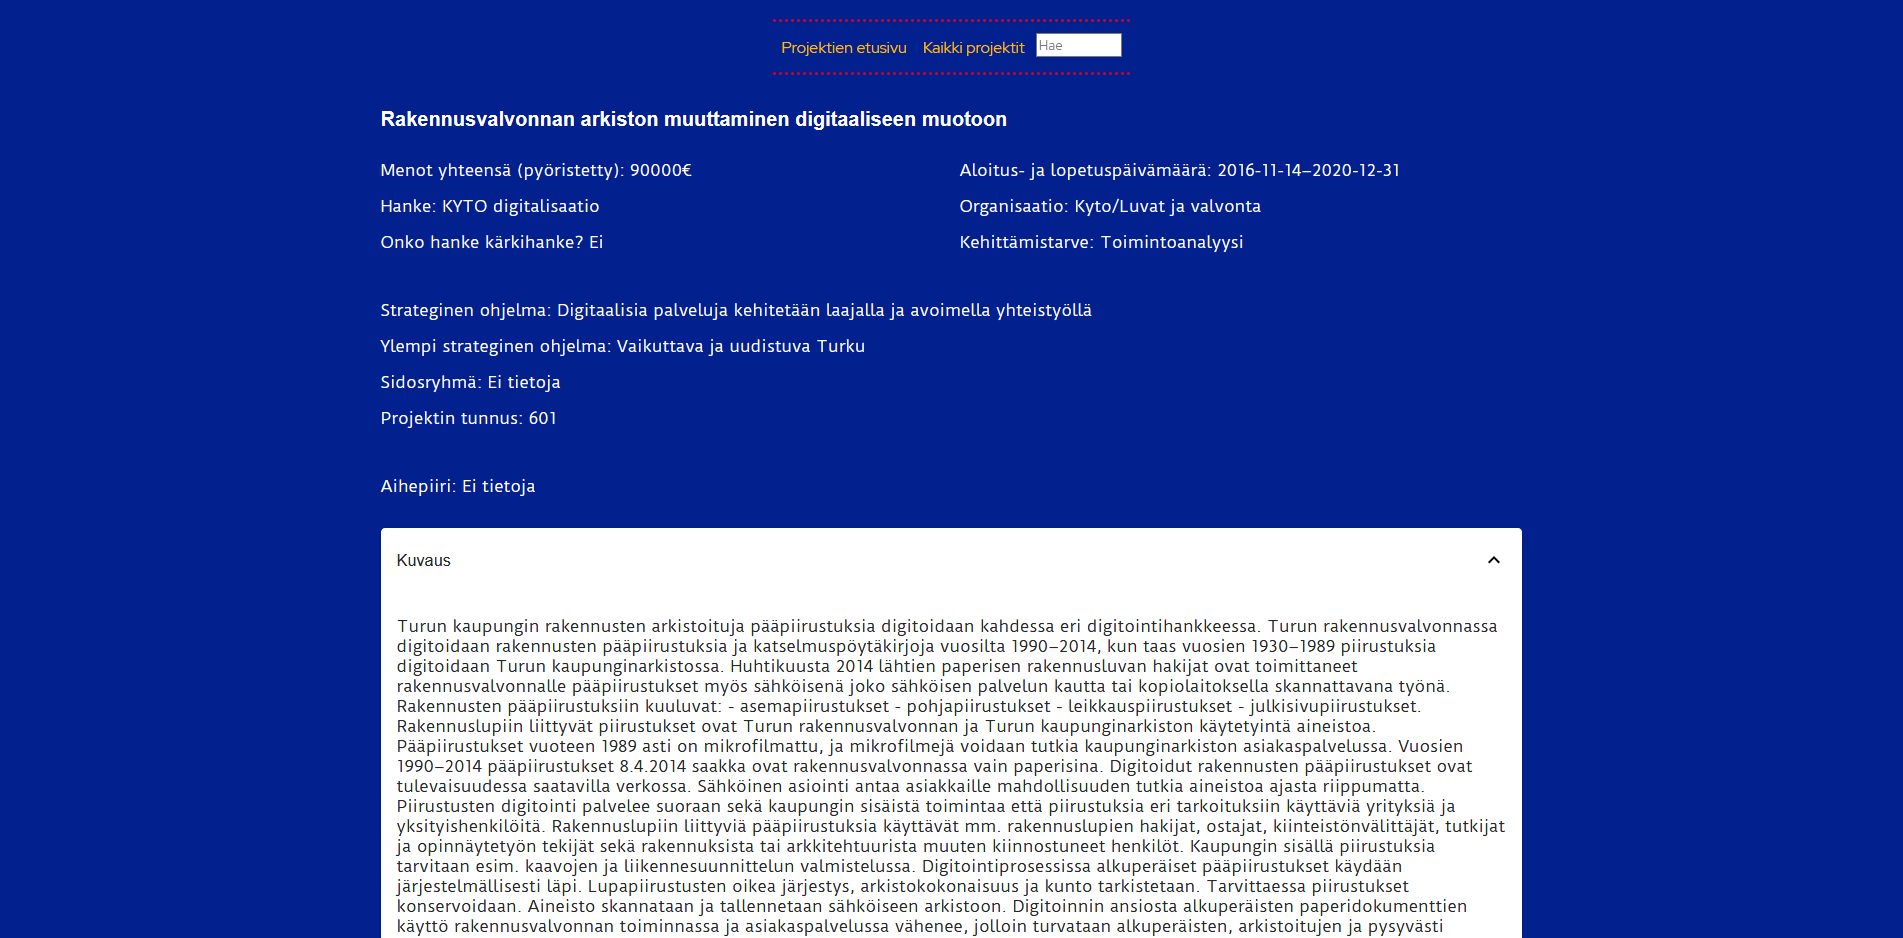 Projektien etusivu Kaikki projektit Hae
Rakennusvalvonnan arkiston muuttaminen digitaaliseen muotoon
Menot yhteensä (pyöristetty): 90000€ Aloitus- ja lopetuspäivämäärä: 2016-11-14–2020-12-31
Hanke: KYTO digitalisaatio Organisaatio: Kyto/Luvat ja valvonta
Onko hanke kärkihanke? Ei Kehittämistarve: Toimintoanalyysi
Strateginen ohjelma: Digitaalisia palveluja kehitetään laajalla ja avoimella yhteistyöllä
Ylempi strateginen ohjelma: Vaikuttava ja uudistuva Turku
Sidosryhmä: Ei tietoja
Projektin tunnus: 601
Aihepiiri: Ei tietoja
Kuvaus
Turun kaupungin rakennusten arkistoituja pääpiirustuksia digitoidaan kahdessa eri digitointihankkeessa. Turun rakennusvalvonnassa
digitoidaan rakennusten pääpiirustuksia ja katselmuspöytäkirjoja vuosilta 1990–2014, kun taas vuosien 1930–1989 piirustuksia
digitoidaan Turun kaupunginarkistossa. Huhtikuusta 2014 lähtien paperisen rakennusluvan hakijat ovat toimittaneet
rakennusvalvonnalle pääpiirustukset myös sähköisenä joko sähköisen palvelun kautta tai kopiolaitoksella skannattavana työnä.
Rakennusten pääpiirustuksiin kuuluvat: - asemapiirustukset - pohjapiirustukset - leikkauspiirustukset - julkisivupiirustukset.
Rakennuslupiin liittyvät piirustukset ovat Turun rakennusvalvonnan ja Turun kaupunginarkiston käytetyintä aineistoa.
Pääpiirustukset vuoteen 1989 asti on mikrofilmattu, ja mikrofilmejä voidaan tutkia kaupunginarkiston asiakaspalvelussa. Vuosien
1990–2014 pääpiirustukset 8.4.2014 saakka ovat rakennusvalvonnassa vain paperisina. Digitoidut rakennusten pääpiirustukset ovat
tulevaisuudessa saatavilla verkossa. Sähköinen asiointi antaa asiakkaille mahdollisuuden tutkia aineistoa ajasta riippumatta.
Piirustusten digitointi palvelee suoraan sekä kaupungin sisäistä toimintaa että piirustuksia eri tarkoituksiin käyttäviä yrityksiä ja
yksityishenkilöitä. Rakennuslupiin liittyviä pääpiirustuksia käyttävät mm. rakennuslupien hakijat, ostajat, kiinteistönvälittäjät, tutkijat
ja opinnäytetyön tekijät sekä rakennuksista tai arkkitehtuurista muuten kiinnostuneet henkilöt. Kaupungin sisällä piirustuksia
tarvitaan esim. kaavojen ja liikennesuunnittelun valmistelussa. Digitointiprosessissa alkuperäiset pääpiirustukset käydään
järjestelmällisesti läpi. Lupapiirustusten oikea järjestys, arkistokokonaisuus ja kunto tarkistetaan. Tarvittaessa piirustukset
konservoidaan. Aineisto skannataan ja tallennetaan sähköiseen arkistoon. Digitoinnin ansiosta alkuperäisten paperidokumenttien
käyttö rakennusvalvonnan toiminnassa ja asiakaspalvelussa vähenee, jolloin turvataan alkuperäisten, arkistoitujen ja pysyvästi